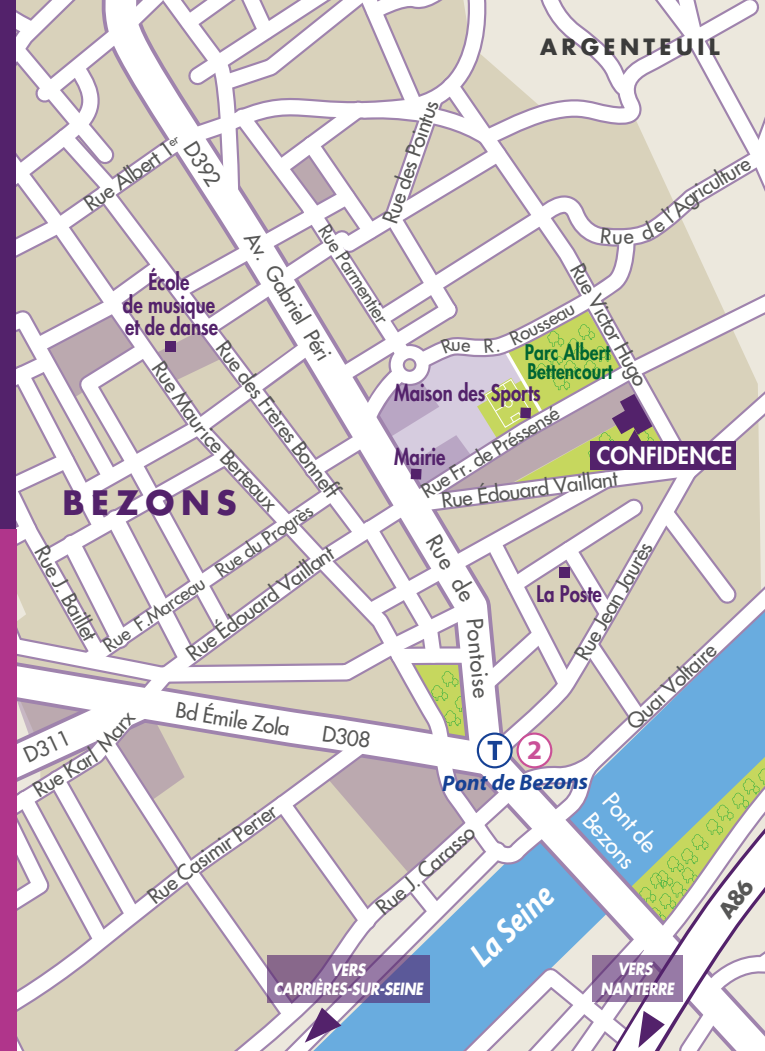 ARGENTEUIL
Rue Albert 1er
D392
Rue des Pointus
Rue de l'Agriculture
Av. Gabriel Péri
Rue Parmentier
École
de musique
et de danse
Rue Victor Hugo
Rue R. Rousseau
Parc Albert
Bettencourt
Maison des Sports
Rue des Frères Bonneff
Rue Maurice Berteaux
Mairie
Rue Fr. de Préssense
CONFIDENCE
Rue Édouard Vaillant
BEZONS
Rue du Progrès
Rue de Pontoise
Rue J. Baillet
Rue F.Marceau
Rue Édouard Vaillant
La Poste
Rue Jean Jaurès
Quai Voltaire
Bd Émile Zola
D308
D311
Rue Karl Marx
T 2
Pont de Bezons
Pont de
Bezons
Rue Casimir Perier
Rue J. Carasso
La Seine
A86
VERS
CARRIÈRES-SUR-SEINE
VERS
NANTERRE